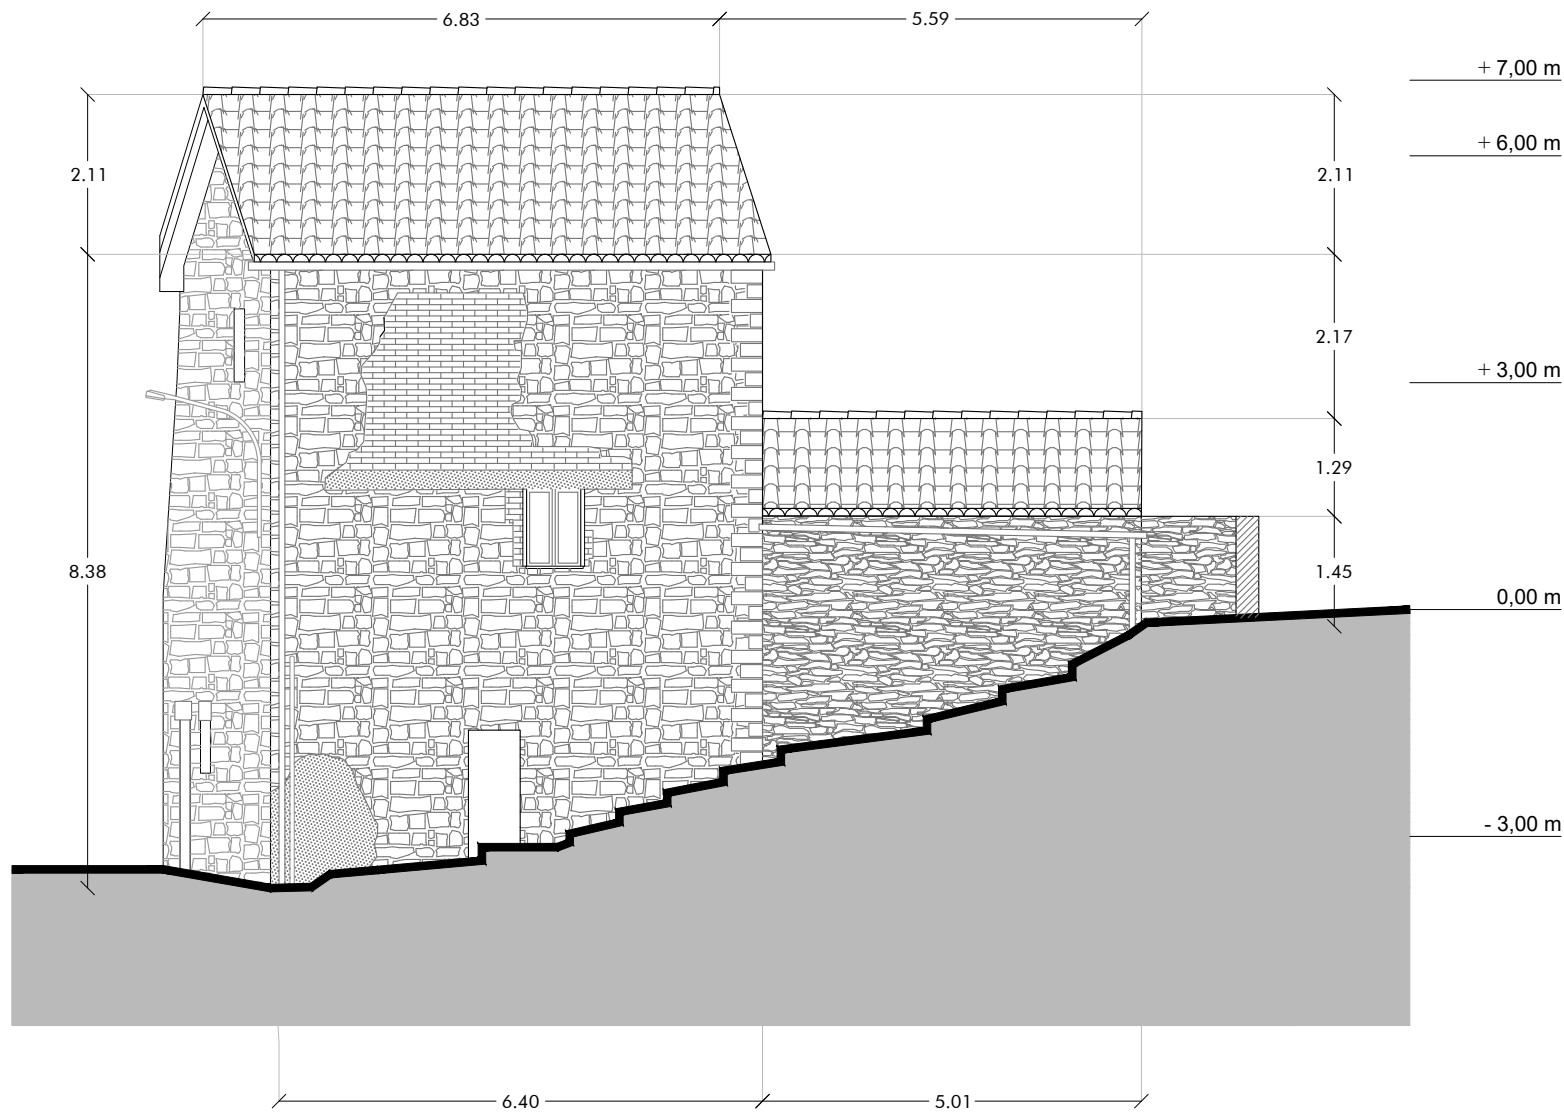 6.83
5.59
+ 7,00 m
+ 6,00 m
2.11
2.11
2.17
+ 3,00 m
1.29
8.38
1.45
0,00 m
- 3,00 m
6.40
5.01